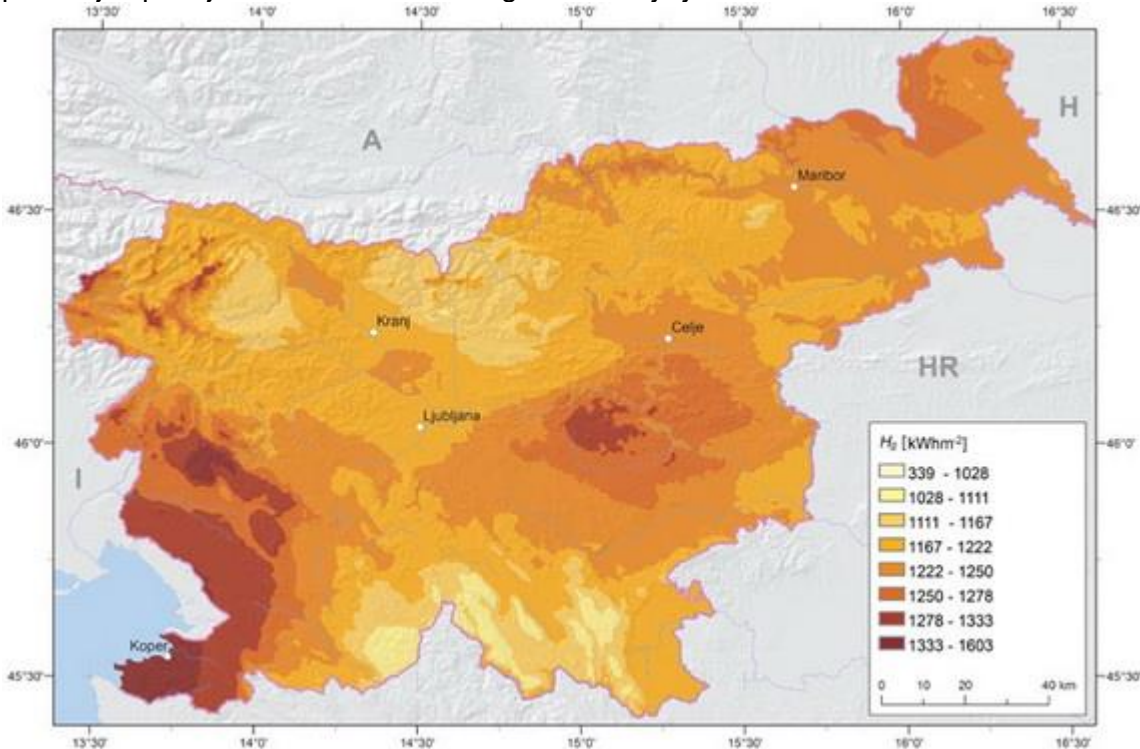 13°30' 14°0' 14°30' 15°0' 15°30' 16°0' 16°30'
H
A
Maribor
46°30' 46°30'
Kranj
Celje
HR
Ljubljana
46°0' 46°0'
I
H₂ [kWhm⁻²]
339 - 1028
1028 - 1111
1111 - 1167
1167 - 1222
1222 - 1250
1250 - 1278
1278 - 1333
1333 - 1603
Koper
45°30' 45°30'
0 10 20 40 km
13°30' 14°0' 14°30' 15°0' 15°30' 16°0' 16°30'